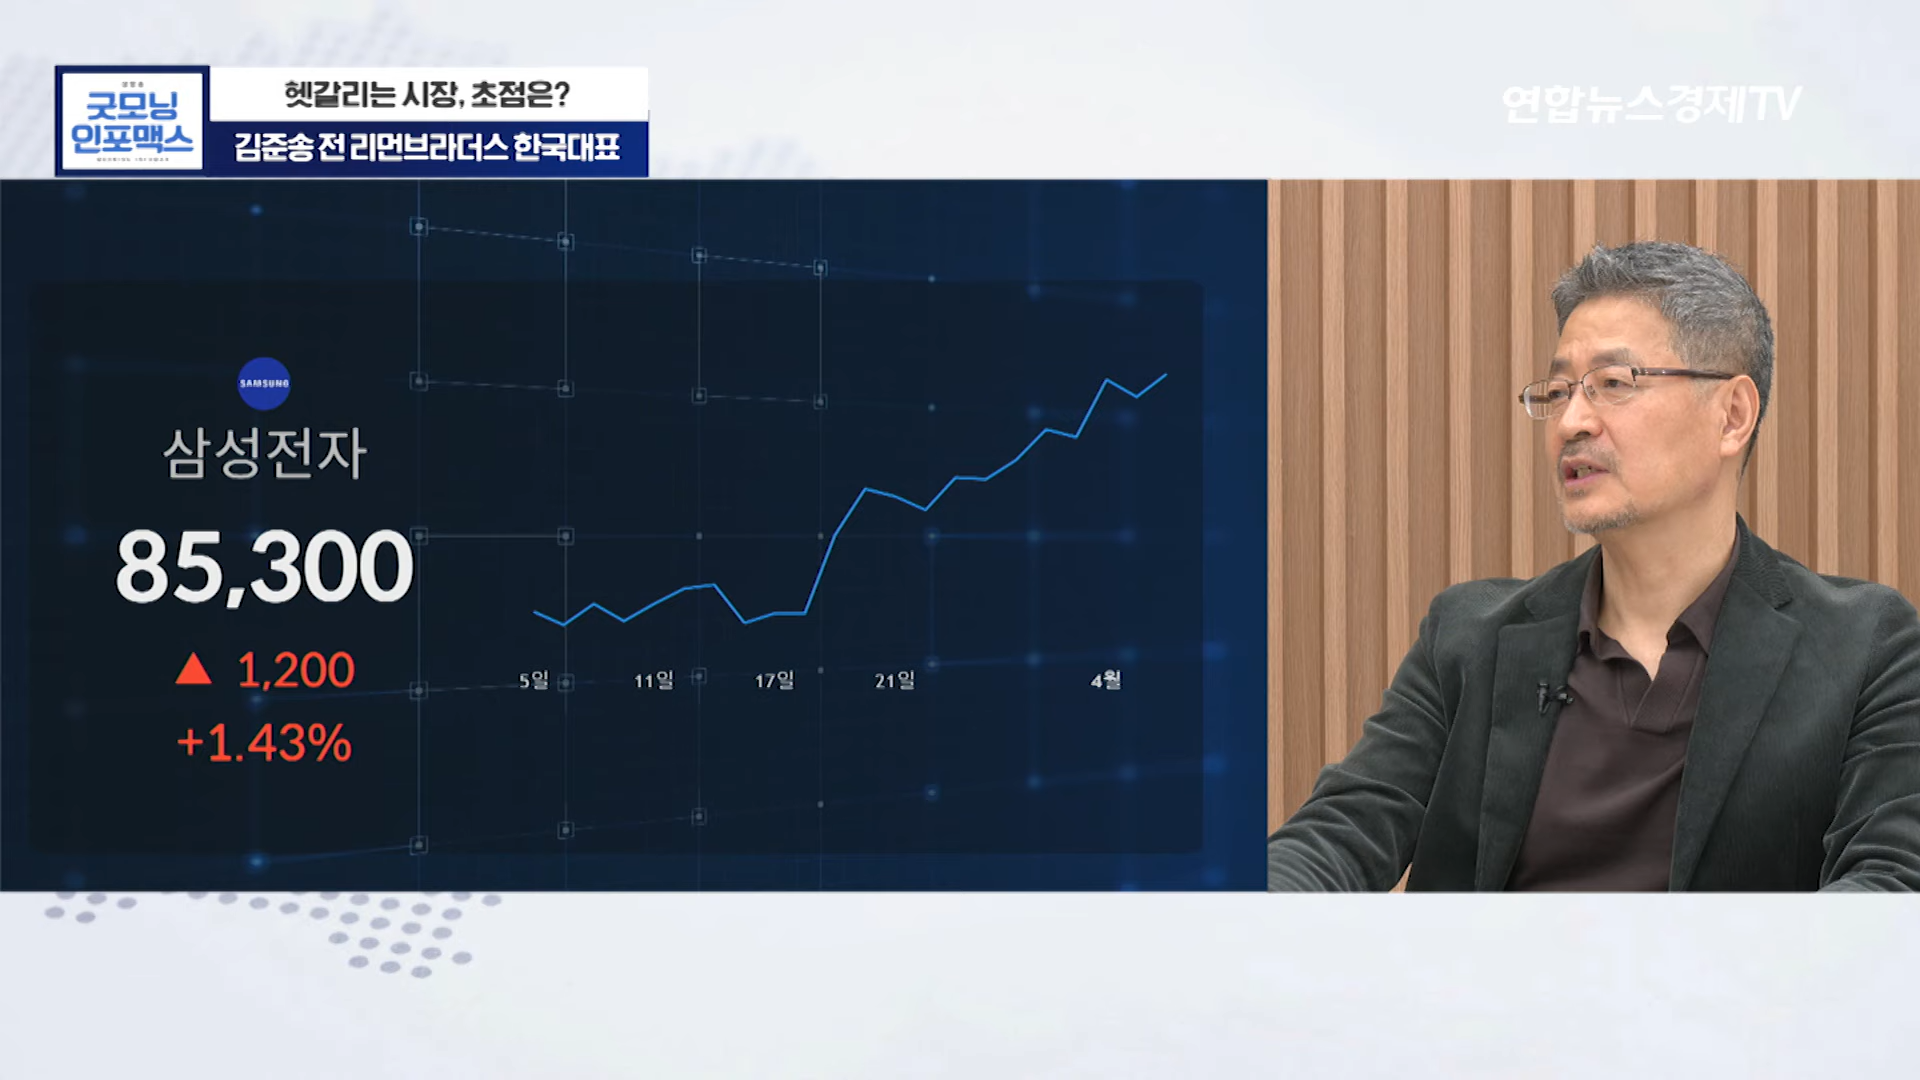 헷갈리는 시장, 초점은?
굿모닝
인포맥스
김준송 전 리먼브라더스 한국대표
연합뉴스경제TV
SAMSUNG
삼성전자
85,300
▲ 1,200
+1.43%
5일 11일 17일 21일 4월